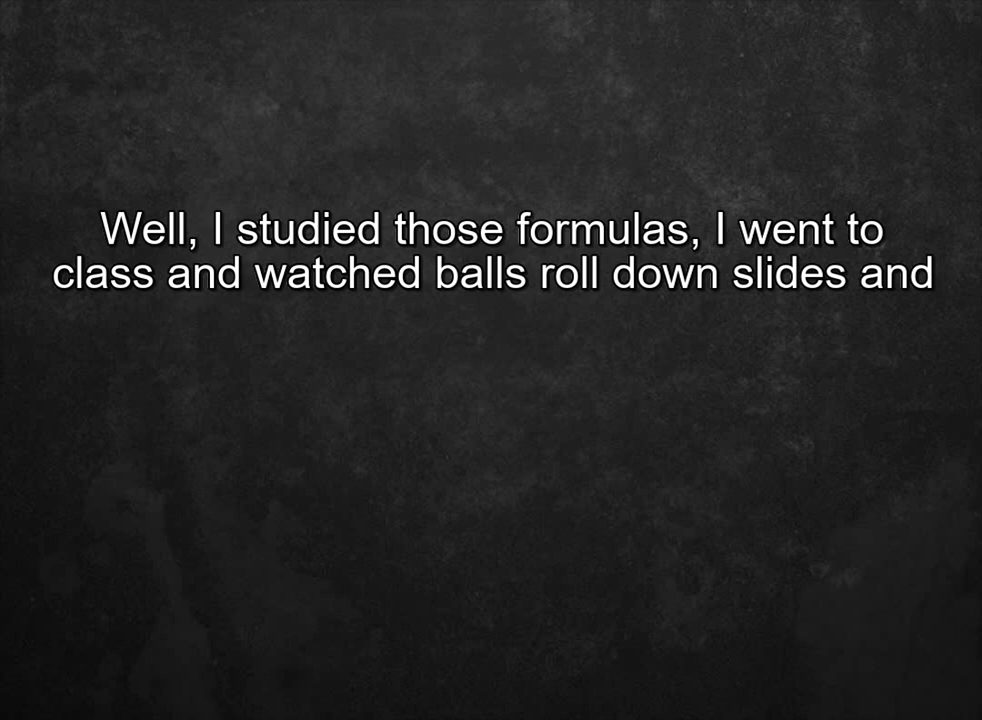 Well, I studied those formulas, I went to
class and watched balls roll down slides and